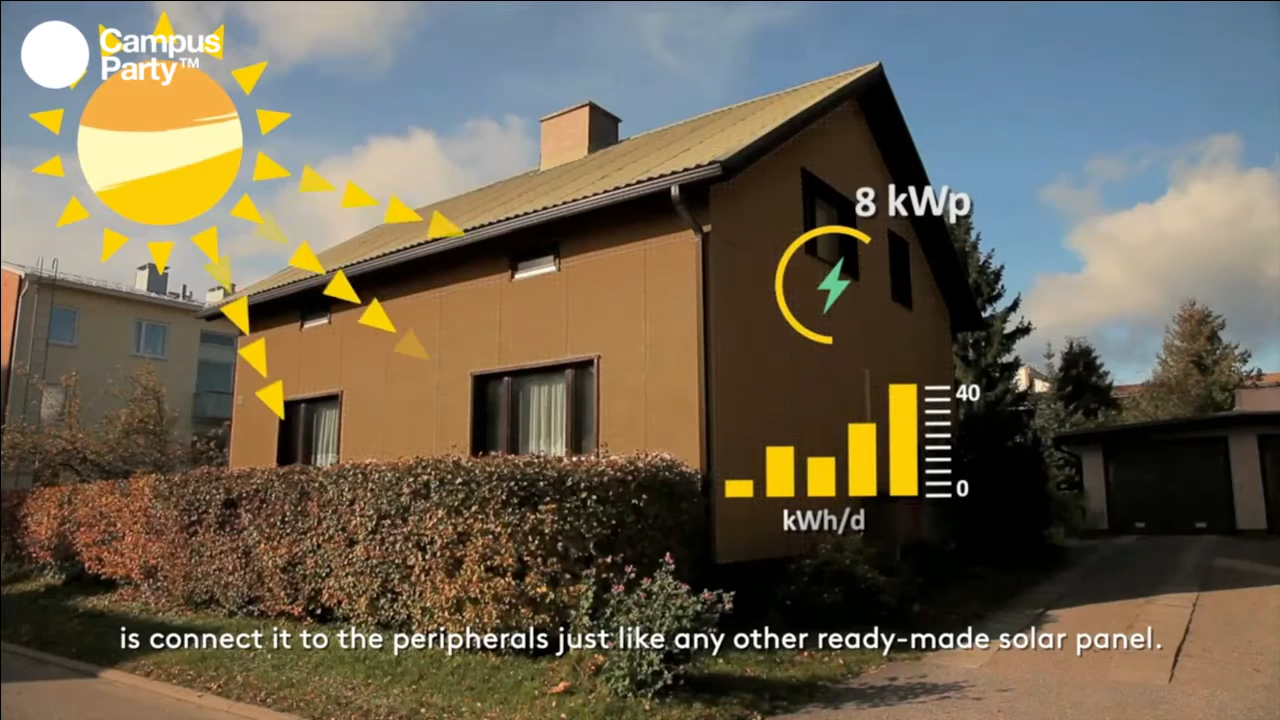 Campus
Party™
8 kWp
40
0
kWh/d
is connect it to the peripherals just like any other ready-made solar panel.